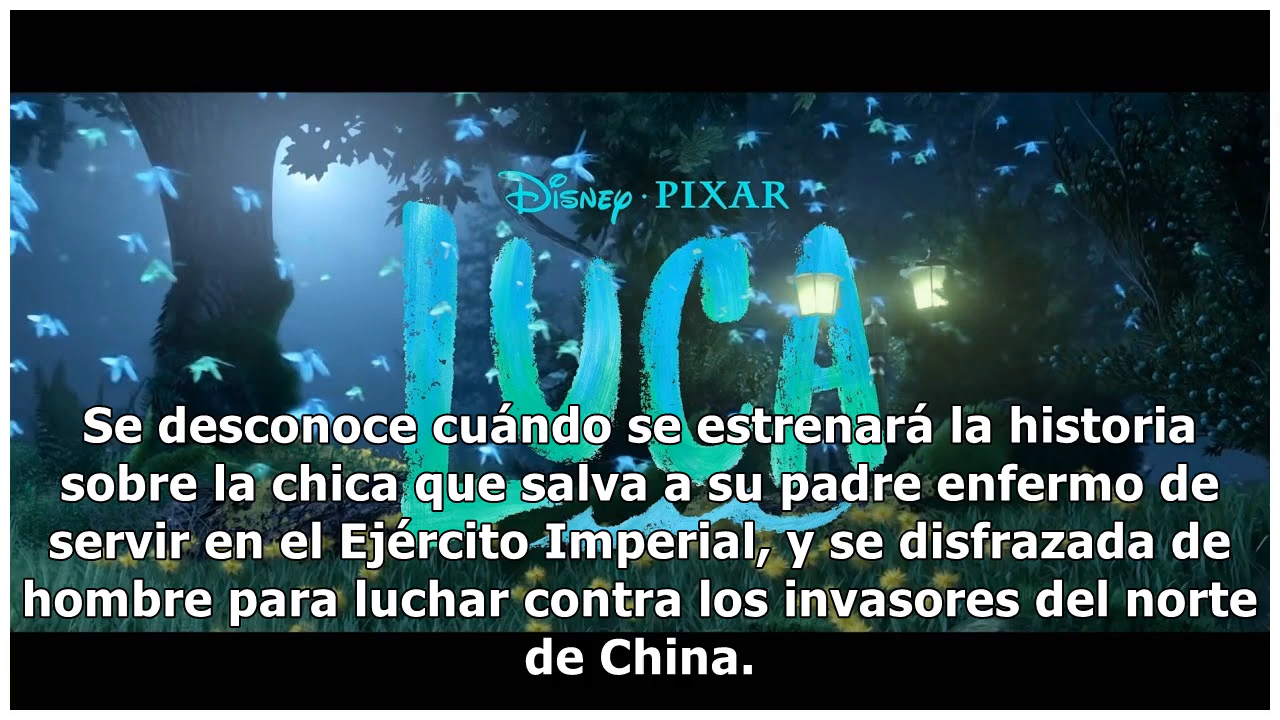 Disney · PIXAR
LUCA
Se desconoce cuándo se estrenará la historia
sobre la chica que salva a su padre enfermo de
servir en el Ejército Imperial, y se disfrazada de
hombre para luchar contra los invasores del norte
de China.